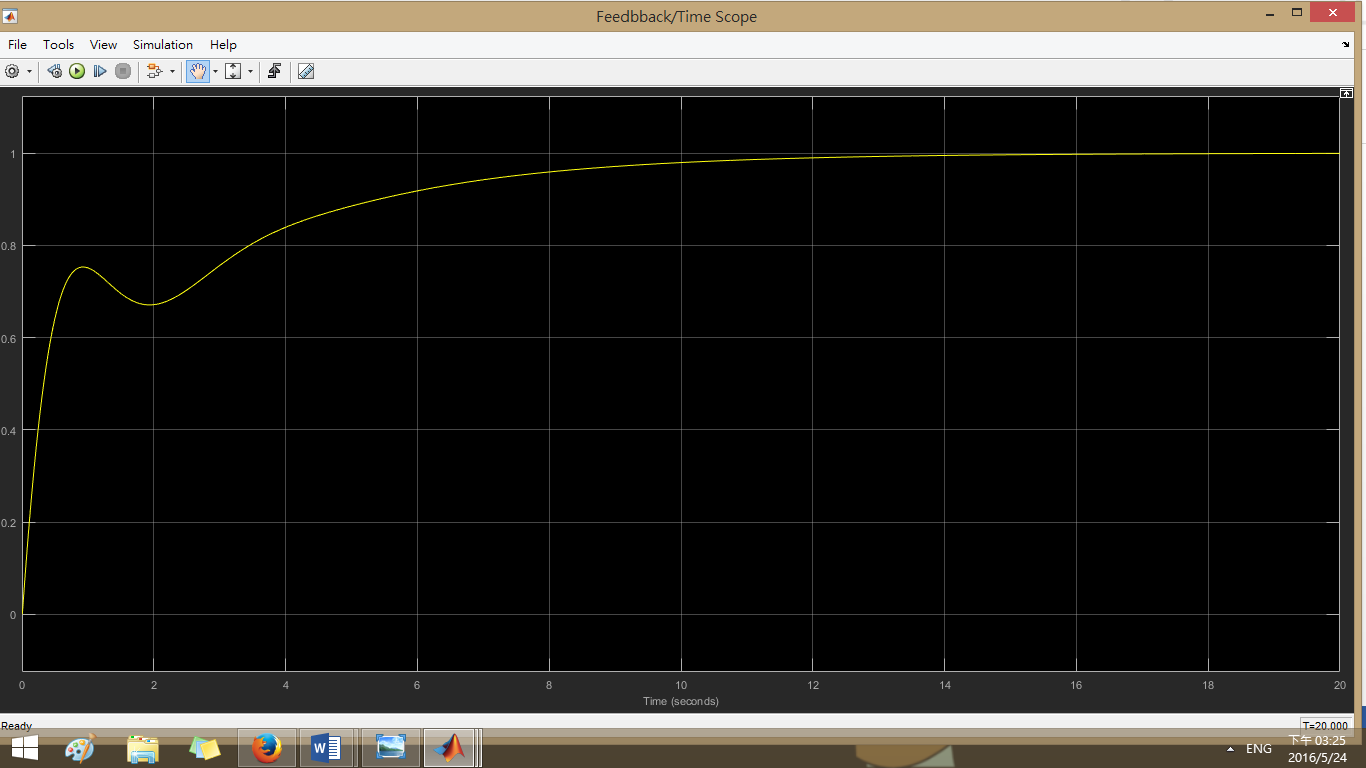 Feedbback/Time Scope
File Tools View Simulation Help
1
0.8
0.6
0.4
0.2
0
0 2 4 6 8 10 12 14 16 18 20
Time (seconds)
Ready
T=20.000
ENG
下午 03:25
2016/5/24